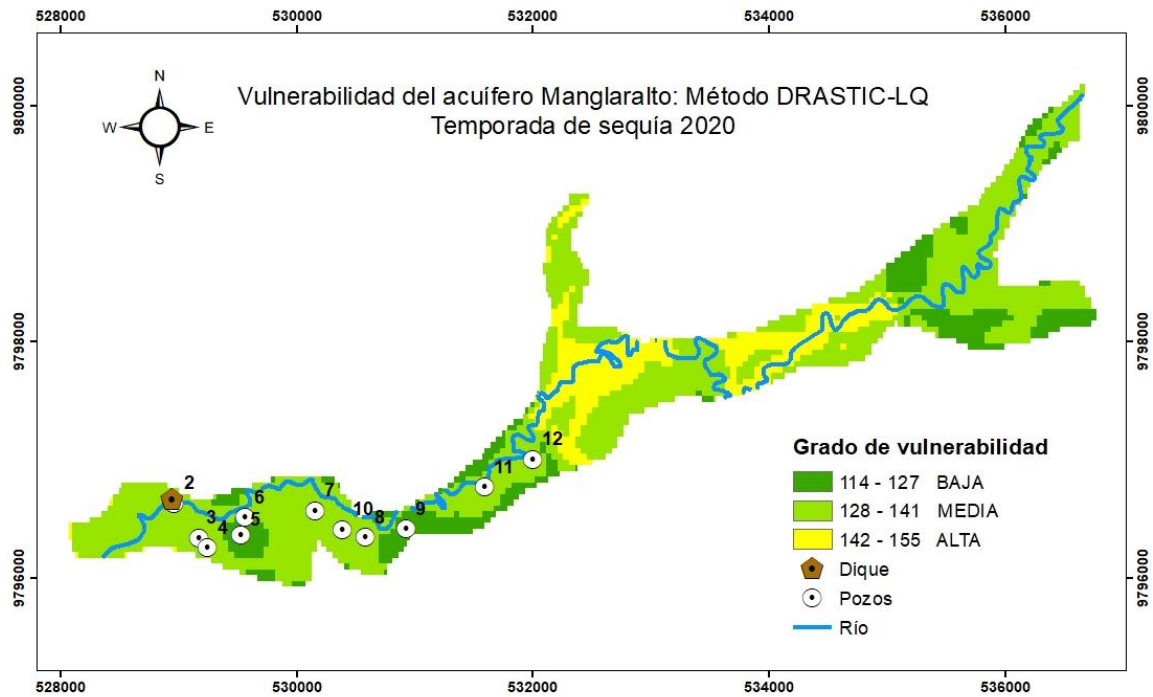 528000 530000 532000 534000 536000
9800000 9800000
Vulnerabilidad del acuífero Manglaralto: Método DRASTIC-LQ
Temporada de sequía 2020
N
W E
S
9798000 9798000
12
11
2
6
7
3
10
9
4
5
8
Grado de vulnerabilidad
114 - 127 BAJA
128 - 141 MEDIA
142 - 155 ALTA
Dique
Pozos
Río
9796000 9796000
528000 530000 532000 534000 536000